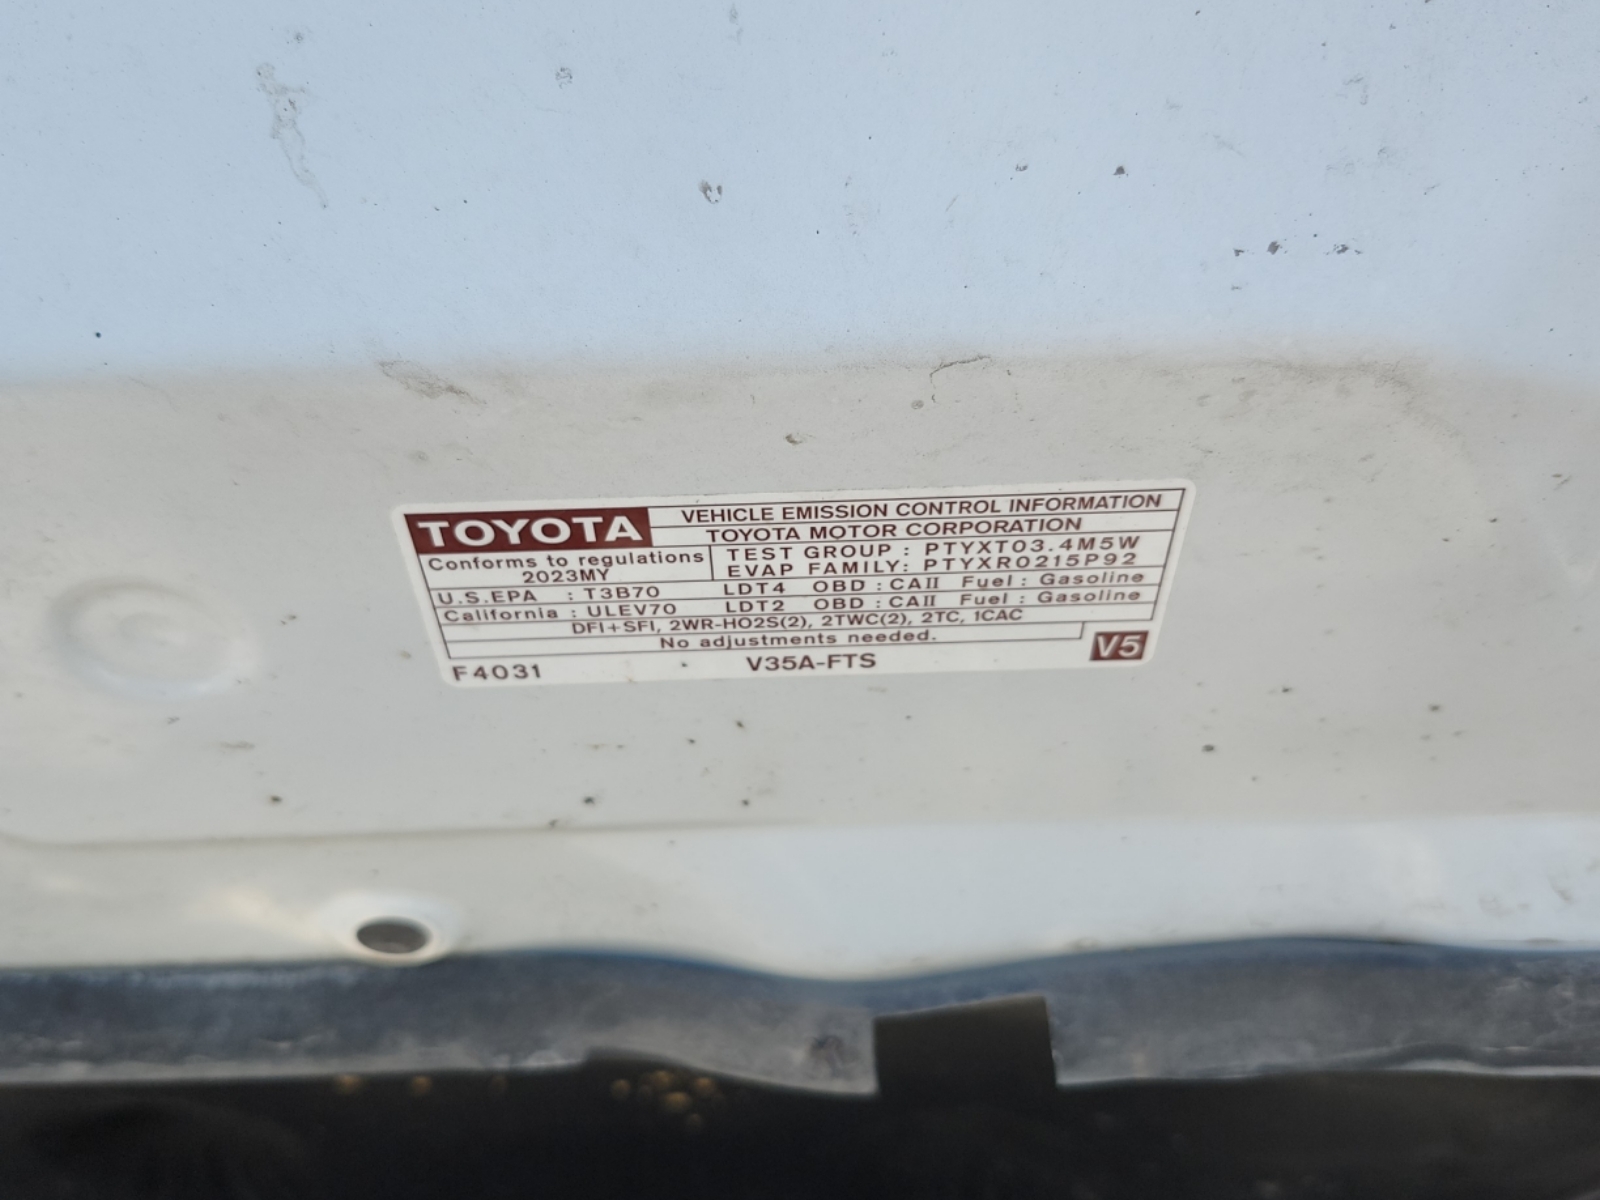 TOYOTA VEHICLE EMISSION CONTROL INFORMATION
TOYOTA MOTOR CORPORATION
Conforms to regulations
2023MY
TEST GROUP : PTYXT03.4M5W
EVAP FAMILY: PTYXR0215P92
U.S.EPA : T3B70 LDT4 OBD : CAII Fuel : Gasoline
California : ULEV70 LDT2 OBD : CAII Fuel : Gasoline
DFI+SFI, 2WR-HO2S(2), 2TWC(2), 2TC, 1CAC
No adjustments needed.
F4031 V35A-FTS V5